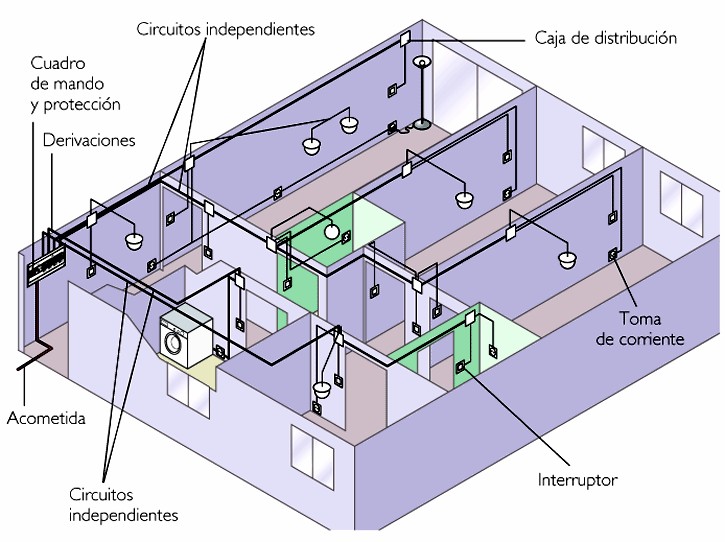 Circuitos independientes
Caja de distribución
Cuadro
de mando
y protección
Derivaciones
Toma
de corriente
Acometida
Interruptor
Circuitos
independientes